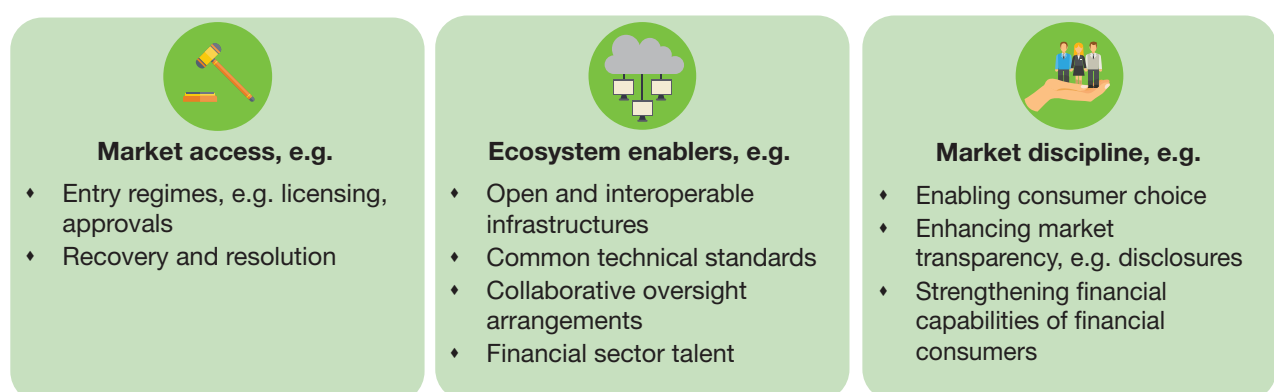 Market access, e.g.
♦ Entry regimes, e.g. licensing,
approvals
♦ Recovery and resolution
Ecosystem enablers, e.g.
♦ Open and interoperable
infrastructures
♦ Common technical standards
♦ Collaborative oversight
arrangements
♦ Financial sector talent
Market discipline, e.g.
♦ Enabling consumer choice
♦ Enhancing market
transparency, e.g. disclosures
♦ Strengthening financial
capabilities of financial
consumers